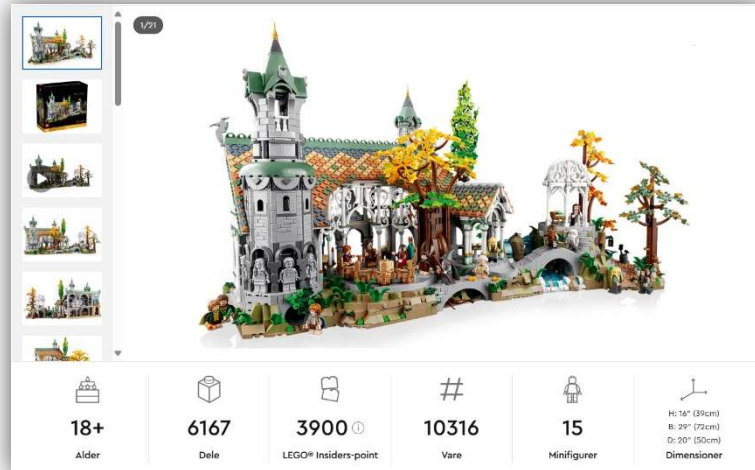 1/21
18+
Alder
6167
Dele
3900
LEGO® Insiders-point
10316
Vare
15
Minifigurer
H: 16" (39cm)
B: 29" (72cm)
D: 20" (50cm)
Dimensioner